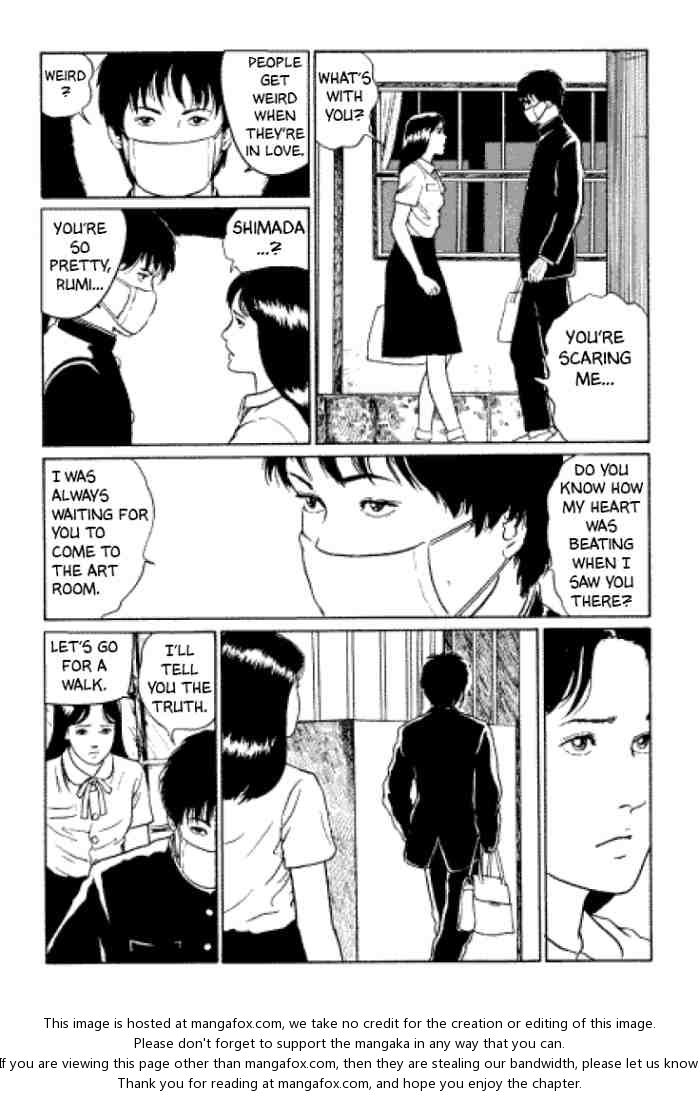 WHAT'S
WITH
YOU?
YOU'RE
SCARING
ME...
PEOPLE
GET
WEIRD
WHEN
THEY'RE
IN LOVE.
WEIRD
?
SHIMADA
...?
YOU'RE
SO
PRETTY,
RUMI...
DO YOU
KNOW HOW
MY HEART
WAS
BEATING
WHEN I
SAW YOU
THERE?
I WAS
ALWAYS
WAITING FOR
YOU TO
COME TO
THE ART
ROOM.
I'LL
TELL
YOU THE
TRUTH.
LET'S GO
FOR A
WALK.
This image is hosted at mangafox.com, we take no credit for the creation or editing of this image.
Please don't forget to support the mangaka in any way that you can.
If you are viewing this page other than mangafox.com, then they are stealing our bandwidth, please let us know
Thank you for reading at mangafox.com, and hope you enjoy the chapter.